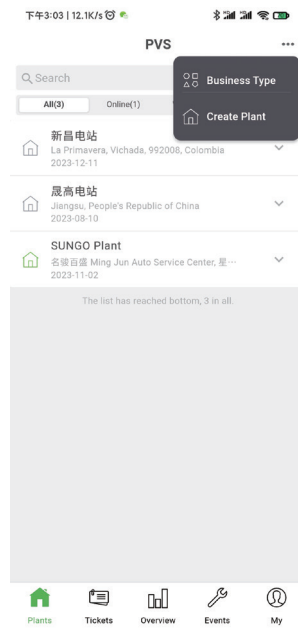 下午3:03 | 12.1K/s
PVS
Search
Business Type
All(3)
Online(1)
Create Plant
新昌电站
La Primavera, Vichada, 992008, Colombia
2023-12-11
晟高电站
Jiangsu, People's Republic of China
2023-08-10
SUNGO Plant
名骏百盛 Ming Jun Auto Service Center, 星…
2023-11-02
The list has reached bottom, 3 in all.
Plants
Tickets
Overview
Events
My